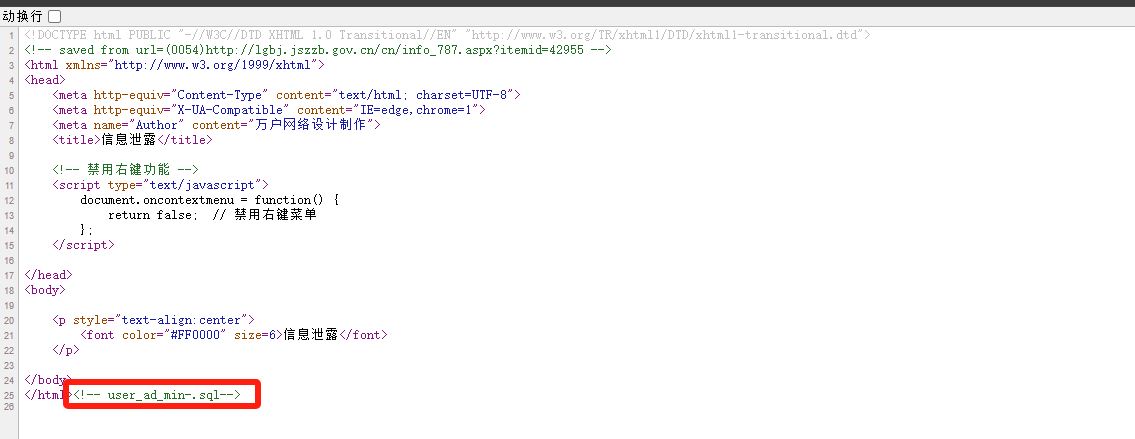 动换行
1 <!DOCTYPE html PUBLIC "-//W3C//DTD XHTML 1.0 Transitional//EN" "http://www.w3.org/TR/xhtml1/DTD/xhtml1-transitional.dtd">
2 <!-- saved from url=(0054)http://lgbj.jszzb.gov.cn/cn/info_787.aspx?itemid=42955 -->
3 <html xmlns="http://www.w3.org/1999/xhtml">
4 <head>
5 <meta http-equiv="Content-Type" content="text/html; charset=UTF-8">
6 <meta http-equiv="X-UA-Compatible" content="IE=edge,chrome=1">
7 <meta name="Author" content="万户网络设计制作">
8 <title>信息泄露</title>
9
10 <!-- 禁用右键功能 -->
11 <script type="text/javascript">
12 document.oncontextmenu = function() {
13 return false; // 禁用右键菜单
14 };
15 </script>
16
17 </head>
18 <body>
19
20 <p style="text-align:center">
21 <font color="#FF0000" size=6>信息泄露</font>
22 </p>
23
24 </body>
25 </html><!-- user_ad_min-.sql-->
26